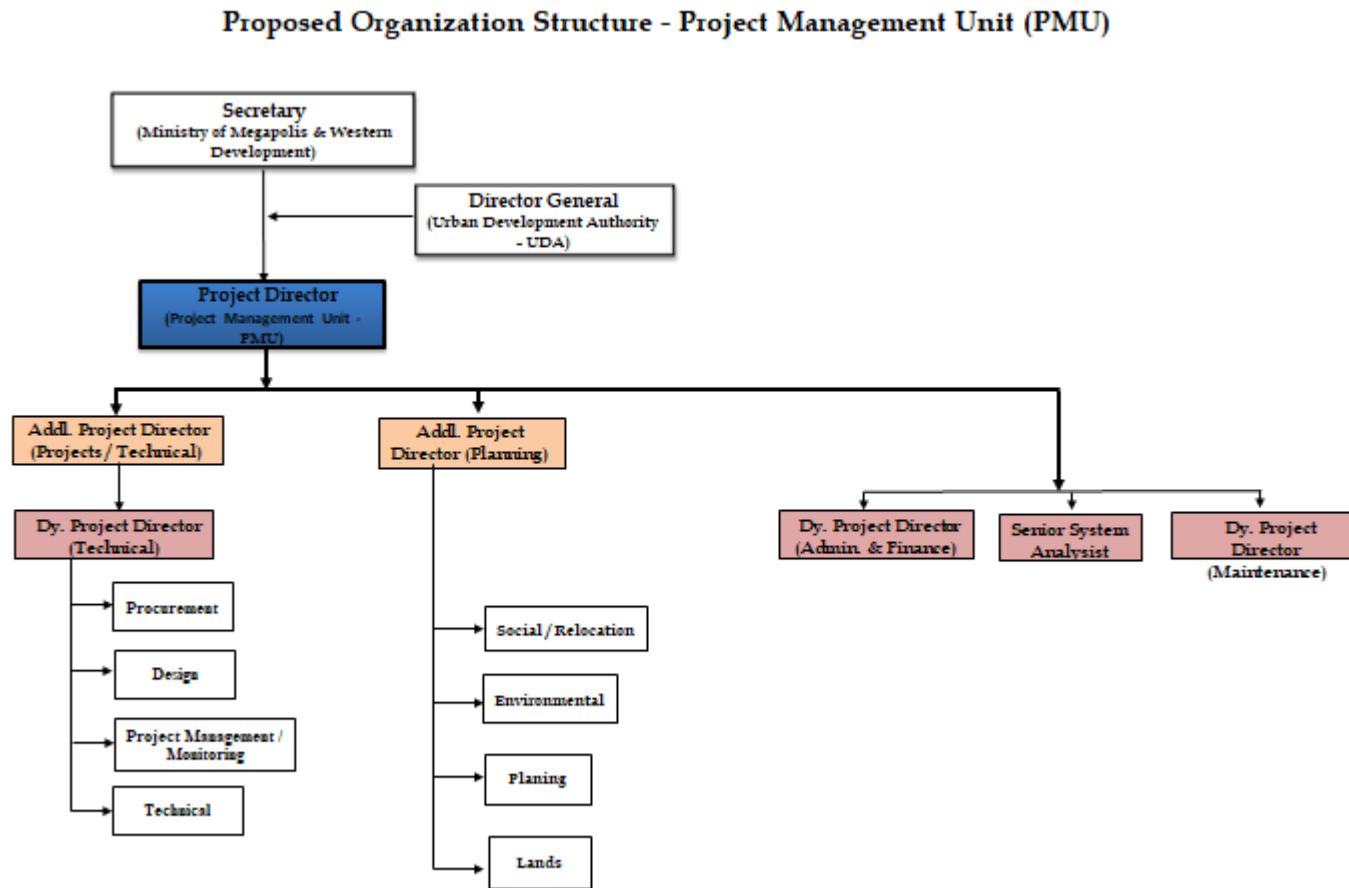 Proposed Organization Structure - Project Management Unit (PMU)
Secretary
(Ministry of Megapolis & Western
Development)
Director General
(Urban Development Authority
- UDA)
Project Director
(Project Management Unit -
PMU)
Addl. Project Director
(Projects / Technical)
Addl. Project
Director (Planning)
Dy. Project Director
(Technical)
Dy. Project Director
(Admin. & Finance)
Senior System
Analysist
Dy. Project
Director
(Maintenance)
Procurement
Design
Project Management /
Monitoring
Technical
Social / Relocation
Environmental
Planing
Lands